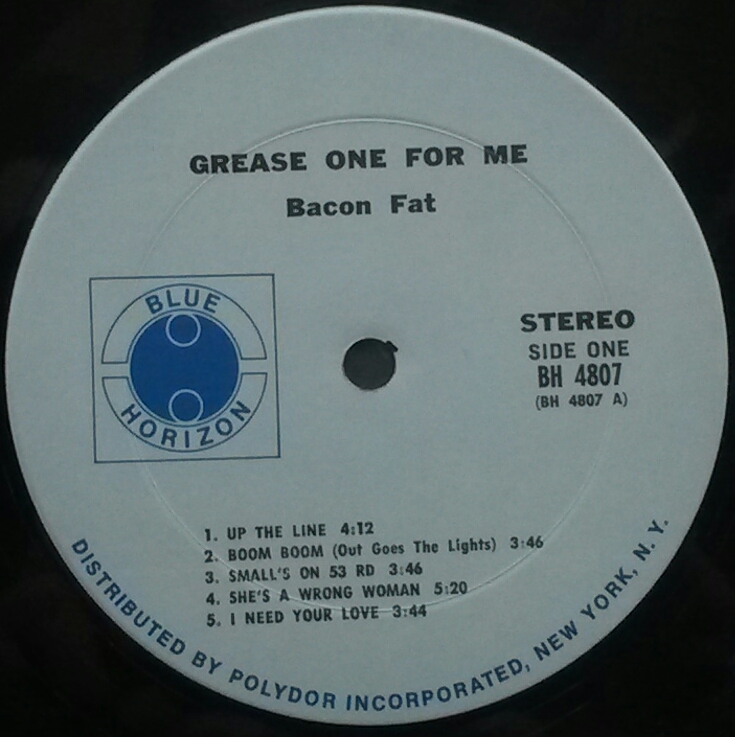 GREASE ONE FOR ME
Bacon Fat
BLUE
HORIZON
STEREO
SIDE ONE
BH 4807
(BH 4807 A)
1. UP THE LINE 4:12
2. BOOM BOOM (Out Goes The Lights) 3:46
3. SMALL'S ON 53 RD 3:46
4. SHE'S A WRONG WOMAN 5:20
5. I NEED YOUR LOVE 3:44
DISTRIBUTED BY POLYDOR INCORPORATED, NEW YORK, N. Y.